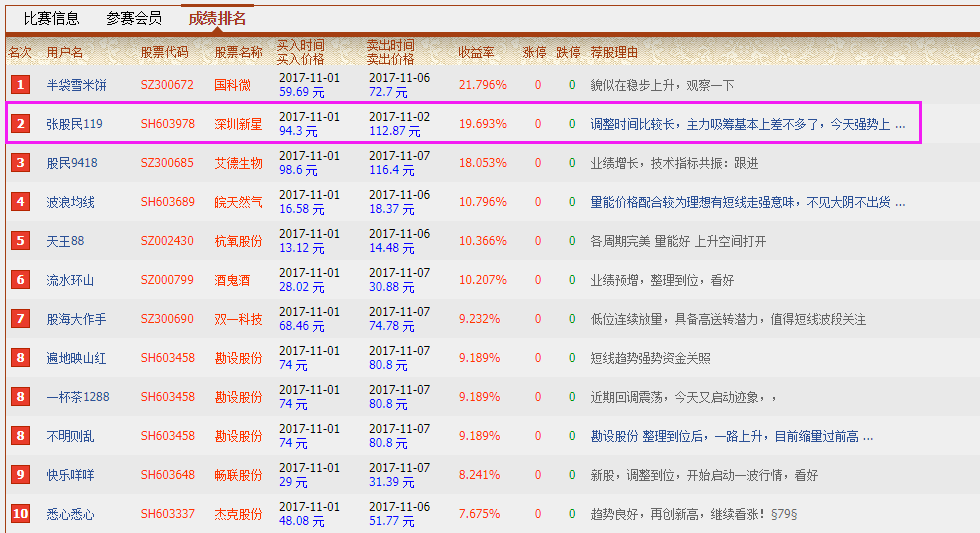 比赛信息 参赛会员 成绩排名
名次 用户名 股票代码 股票名称 买入时间 买入价格 卖出时间 卖出价格 收益率 涨停 跌停 荐股理由
1 半袋雪米饼 SZ300672 国科微 2017-11-01 59.69 元 2017-11-06 72.7 元 21.796% 0 0 貌似在稳步上升，观察一下
2 张股民119 SH603978 深圳新星 2017-11-01 94.3 元 2017-11-02 112.87 元 19.693% 0 0 调整时间比较长，主力吸筹基本上差不多了，今天强势上 ...
3 股民9418 SZ300685 艾德生物 2017-11-01 98.6 元 2017-11-07 116.4 元 18.053% 0 0 业绩增长，技术指标共振：跟进
4 波浪均线 SH603689 皖天然气 2017-11-01 16.58 元 2017-11-06 18.37 元 10.796% 0 0 量能价格配合较为理想有短线走强意味，不见大阴不出货 ...
5 天王88 SZ002430 杭氧股份 2017-11-01 13.12 元 2017-11-06 14.48 元 10.366% 0 0 各周期完美 量能好 上升空间打开
6 流水环山 SZ000799 酒鬼酒 2017-11-01 28.02 元 2017-11-07 30.88 元 10.207% 0 0 业绩预增，整理到位，看好
7 股海大作手 SZ300690 双一科技 2017-11-01 68.46 元 2017-11-07 74.78 元 9.232% 0 0 低位连续放量，具备高送转潜力，值得短线波段关注
8 遍地映山红 SH603458 勘设股份 2017-11-01 74 元 2017-11-07 80.8 元 9.189% 0 0 短线趋势强势资金关照
8 一杯茶1288 SH603458 勘设股份 2017-11-01 74 元 2017-11-07 80.8 元 9.189% 0 0 近期回调震荡，今天又启动迹象，，
8 不明则乱 SH603458 勘设股份 2017-11-01 74 元 2017-11-07 80.8 元 9.189% 0 0 勘设股份 整理到位后，一路上升，目前缩量过前高 ...
9 快乐咩咩 SH603648 畅联股份 2017-11-01 29 元 2017-11-07 31.39 元 8.241% 0 0 新股，调整到位，开始启动一波行情，看好
10 悉心悉心 SH603337 杰克股份 2017-11-01 48.08 元 2017-11-06 51.77 元 7.675% 0 0 趋势良好，再创新高，继续看涨！§79§